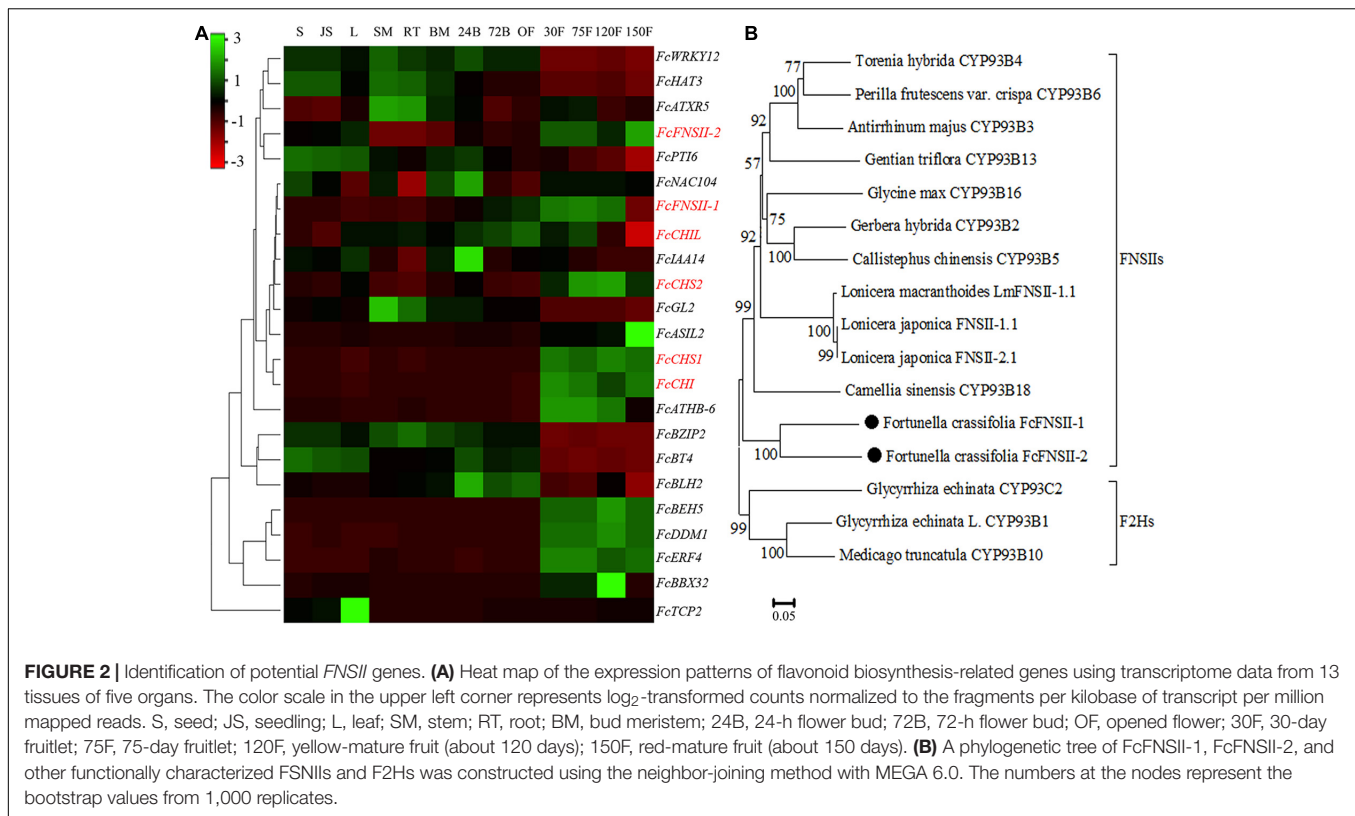 A
S JS L SM RT BM 24B 72B OF 30F 75F 120F 150F
3
1
-1
-3
FcWRKY12
FcHAT3
FcATXR5
FcFNSII-2
FcPTI6
FcNAC104
FcFNSII-1
FcCHIL
FcIAA14
FcCHS2
FcGL2
FcASIL2
FcCHS1
FcCHI
FcATHB-6
FcBZIP2
FcBT4
FcBLH2
FcBEH5
FcDDM1
FcERF4
FcBBX32
FcTCP2
B
Torenia hybrida CYP93B4
77
Perilla frutescens var. crispa CYP93B6
100
Antirrhinum majus CYP93B3
92
Gentian triflora CYP93B13
57
Glycine max CYP93B16
75
Gerbera hybrida CYP93B2
92
Callistephus chinensis CYP93B5
100
FNSIIs
Lonicera macranthoides LmFNSII-1.1
99
Lonicera japonica FNSII-1.1
100
Lonicera japonica FNSII-2.1
99
Camellia sinensis CYP93B18
Fortunella crassifolia FcFNSII-1
100
Fortunella crassifolia FcFNSII-2
Glycyrrhiza echinata CYP93C2
99
Glycyrrhiza echinata L. CYP93B1
F2Hs
100
Medicago truncatula CYP93B10
0.05
FIGURE 2 | Identification of potential FNSII genes. (A) Heat map of the expression patterns of flavonoid biosynthesis-related genes using transcriptome data from 13
tissues of five organs. The color scale in the upper left corner represents log2-transformed counts normalized to the fragments per kilobase of transcript per million
mapped reads. S, seed; JS, seedling; L, leaf; SM, stem; RT, root; BM, bud meristem; 24B, 24-h flower bud; 72B, 72-h flower bud; OF, opened flower; 30F, 30-day
fruitlet; 75F, 75-day fruitlet; 120F, yellow-mature fruit (about 120 days); 150F, red-mature fruit (about 150 days). (B) A phylogenetic tree of FcFNSII-1, FcFNSII-2, and
other functionally characterized FSNIIs and F2Hs was constructed using the neighbor-joining method with MEGA 6.0. The numbers at the nodes represent the
bootstrap values from 1,000 replicates.